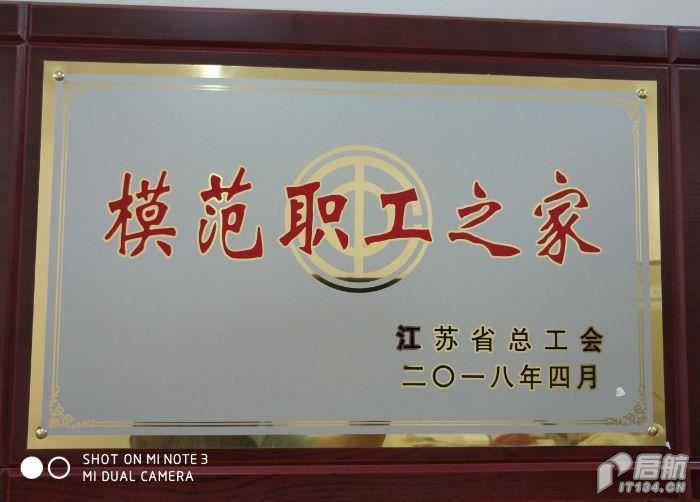 模范职工之家
江苏省总工会
二〇一八年四月
SHOT ON MI NOTE 3
MI DUAL CAMERA
启航
IT134.CN